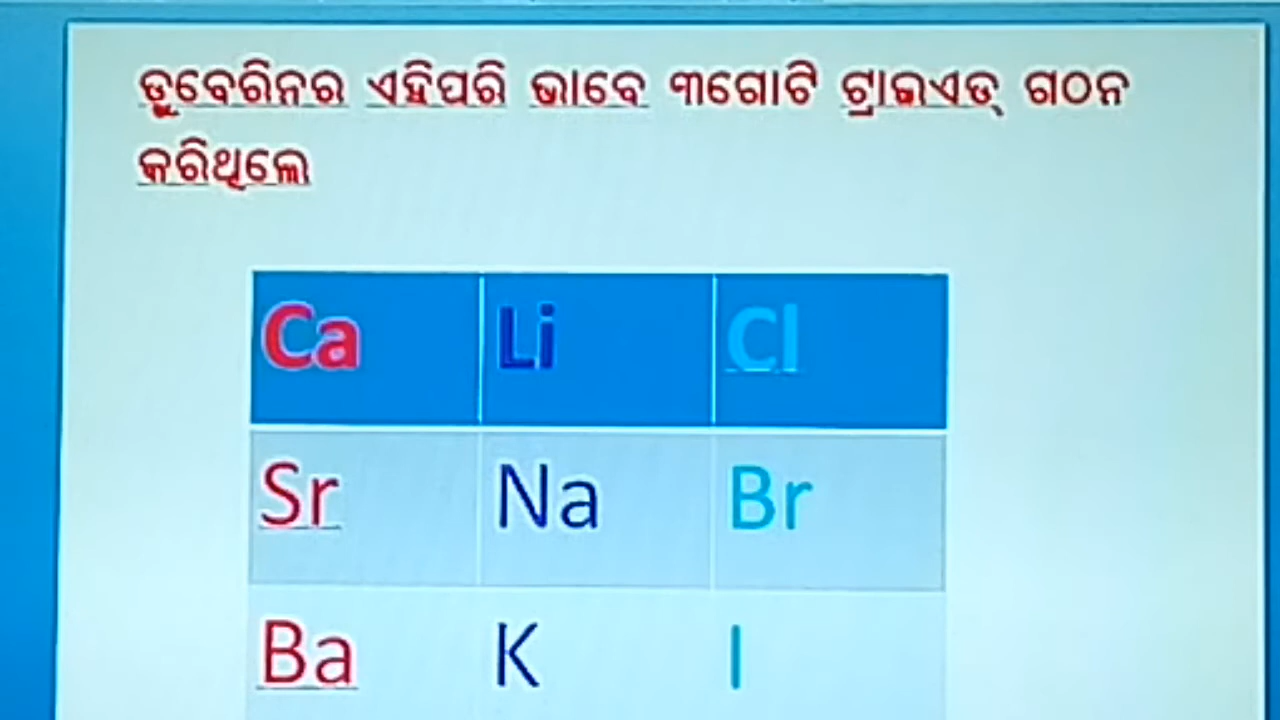 ଡୁବେରିନର ଏହିପରି ଭାବେ ୩ଗୋଟି ଟ୍ରାଇଏଡ୍ ଗଠନ
କରିଥିଲେ
Ca Li Cl
Sr Na Br
Ba K I